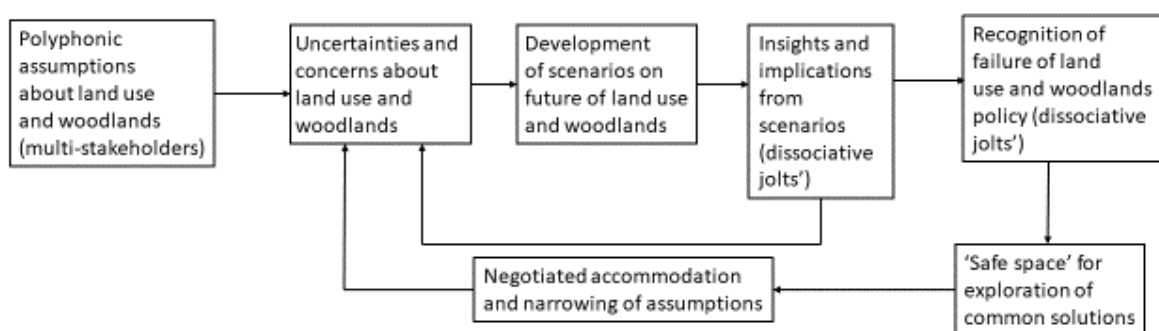 Polyphonic
assumptions
about land use
and woodlands
(multi-stakeholders)
Uncertainties and
concerns about
land use and
woodlands
Development
of scenarios on
future of land use
and woodlands
Insights and
implications
from
scenarios
(dissociative
jolts’)
Recognition of
failure of land
use and woodlands
policy (dissociative
jolts’)
‘Safe space’ for
exploration of
common solutions
Negotiated accommodation
and narrowing of assumptions